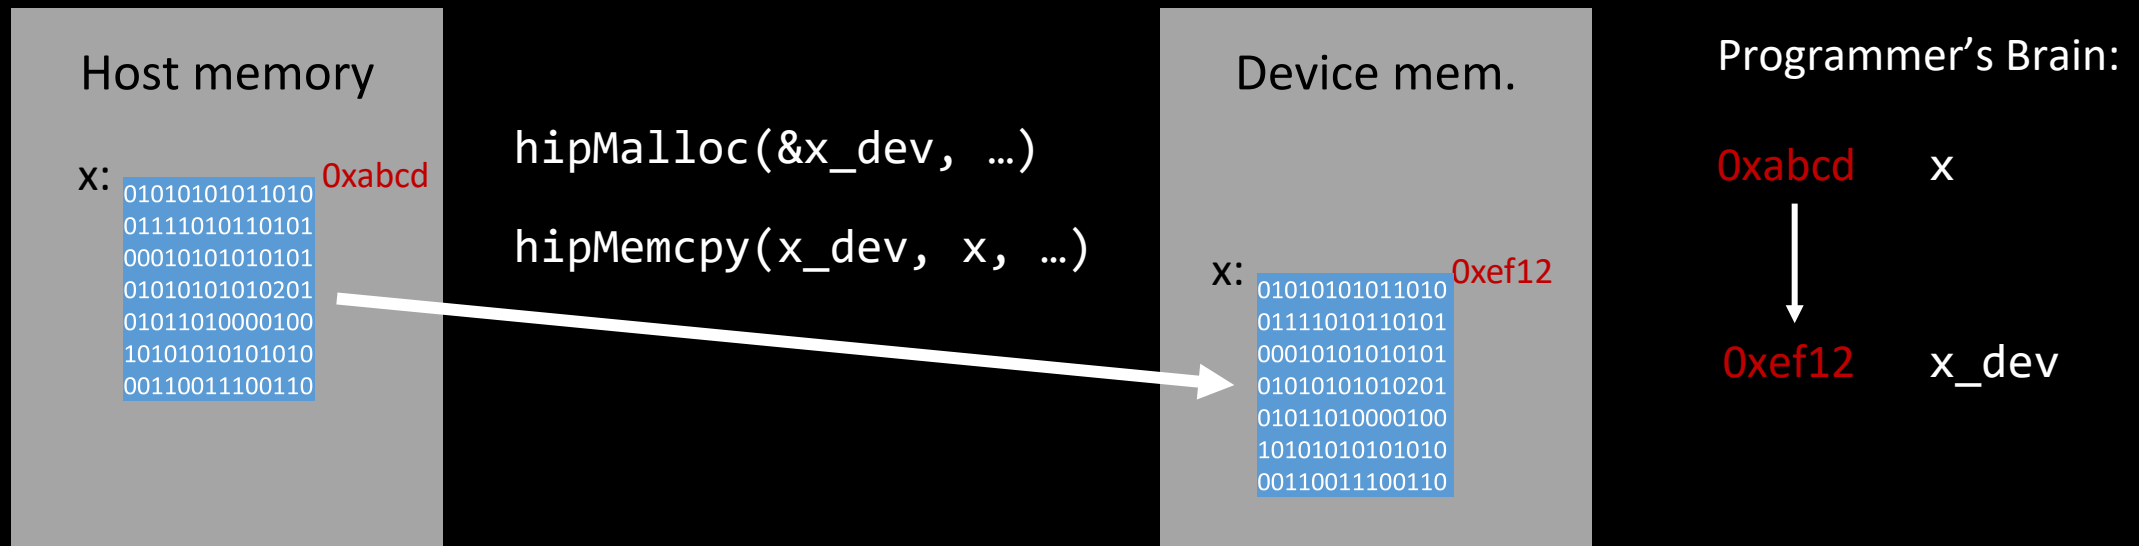 Host memory
x:
0xabcd
01010101011010
01111010110101
00010101010101
01010101010201
01011010000100
10101010101010
00110011100110
hipMalloc(&x_dev, …)
hipMemcpy(x_dev, x, …)
Device mem.
x:
0xef12
01010101011010
01111010110101
00010101010101
01010101010201
01011010000100
10101010101010
00110011100110
Programmer’s Brain:
0xabcd x
0xef12 x_dev